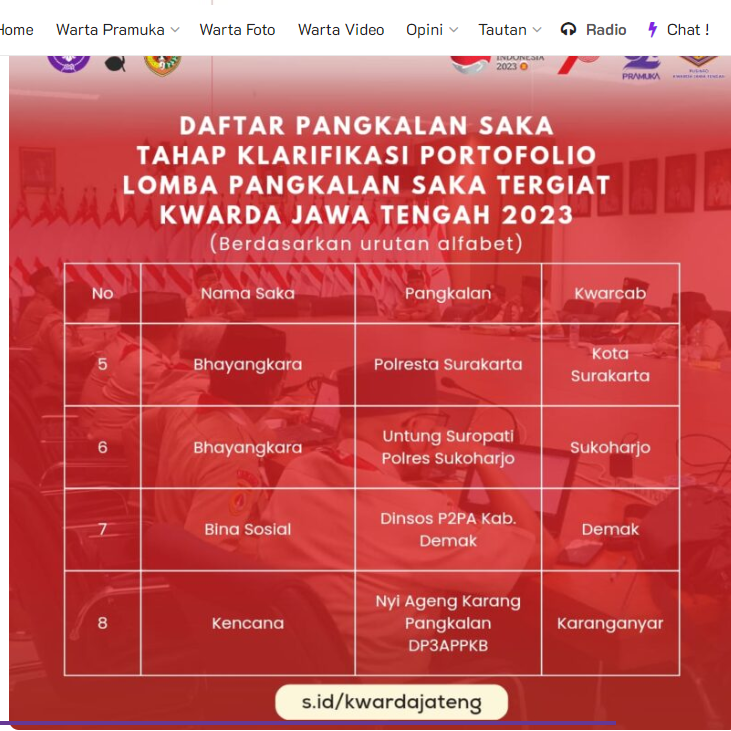 Home Warta Pramuka Warta Foto Warta Video Opini Tautan Radio Chat !
INDONESIA
2023
PRAMUKA
DAFTAR PANGKALAN SAKA
TAHAP KLARIFIKASI PORTOFOLIO
LOMBA PANGKALAN SAKA TERGIAT
KWARDA JAWA TENGAH 2023
(Berdasarkan urutan alfabet)
No Nama Saka Pangkalan Kwarcab
5 Bhayangkara Polresta Surakarta Kota
Surakarta
6 Bhayangkara Untung Suropati
Polres Sukoharjo Sukoharjo
7 Bina Sosial Dinsos P2PA Kab.
Demak Demak
8 Kencana Nyi Ageng Karang
Pangkalan
DP3APPKB Karanganyar
s.id/kwardajateng